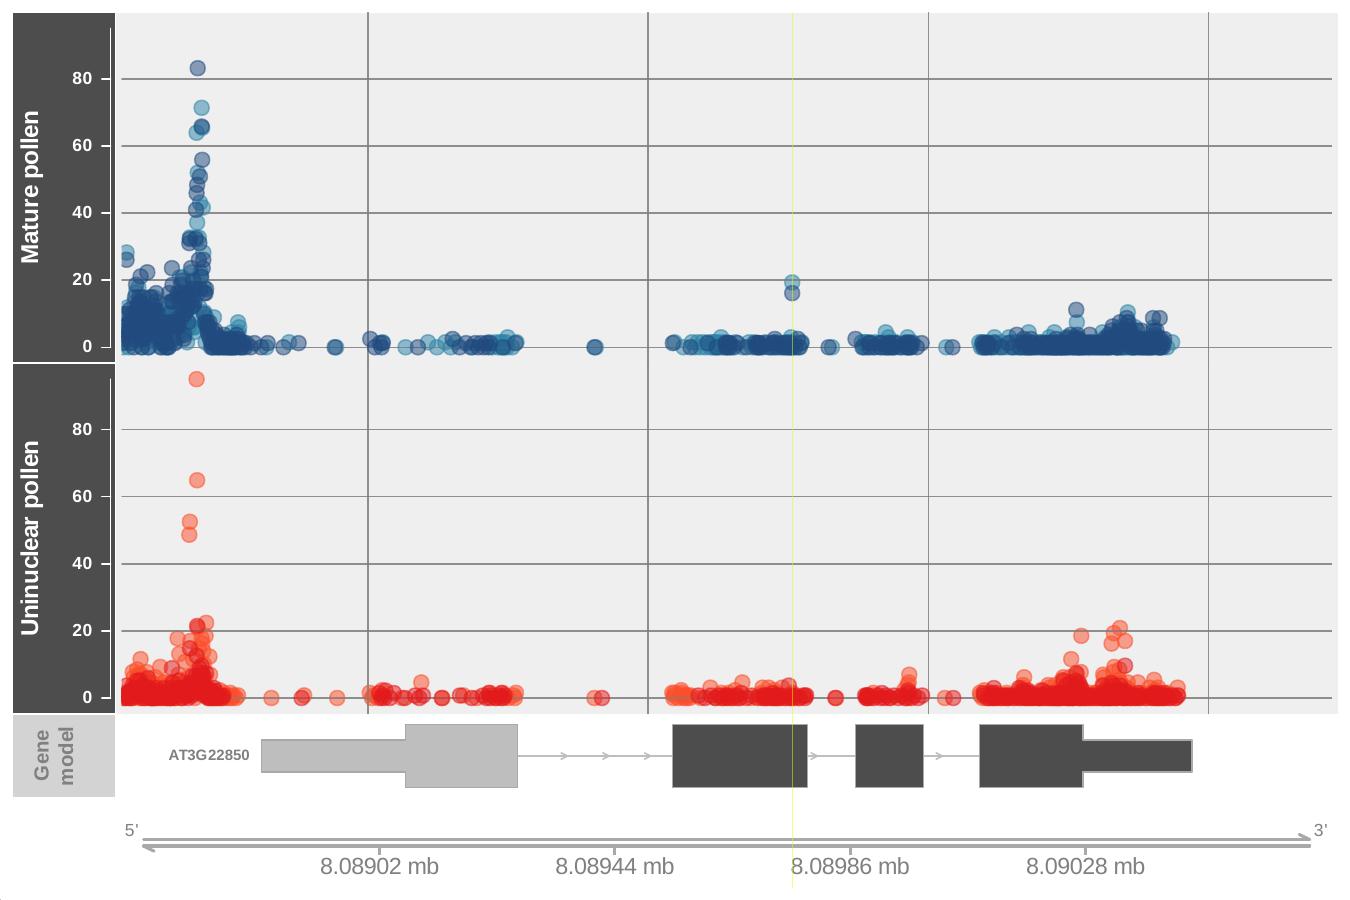 Mature pollen
80
60
40
20
0
Uninuclear pollen
80
60
40
20
0
Gene
model
AT3G22850
5'
3'
8.08902 mb
8.08944 mb
8.08986 mb
8.09028 mb